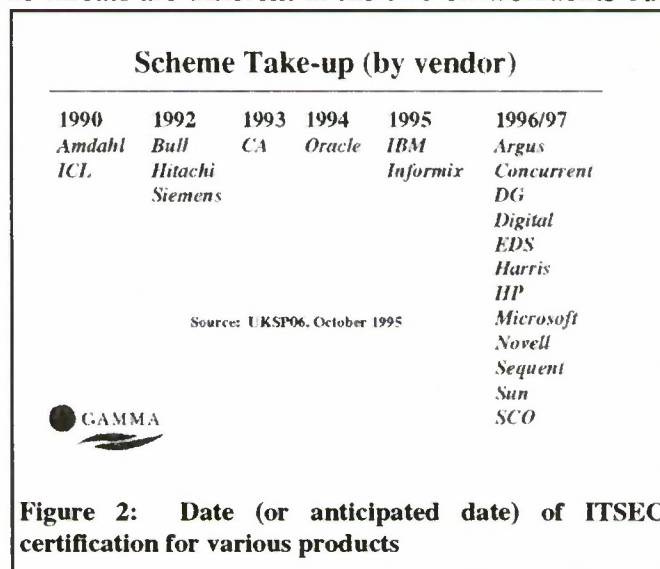 Scheme Take-up (by vendor)
1990 1992 1993 1994 1995 1996/97
Amdahl Bull CA Oracle IBM Argus
ICL Hitachi Informix Concurrent
Siemens DG
Digital
EDS
Harris
HP
Source: UKSP06, October 1995 Microsoft
Novell
Sequent
Sun
GAMMA SCO
Figure 2: Date (or anticipated date) of ITSEC
certification for various products